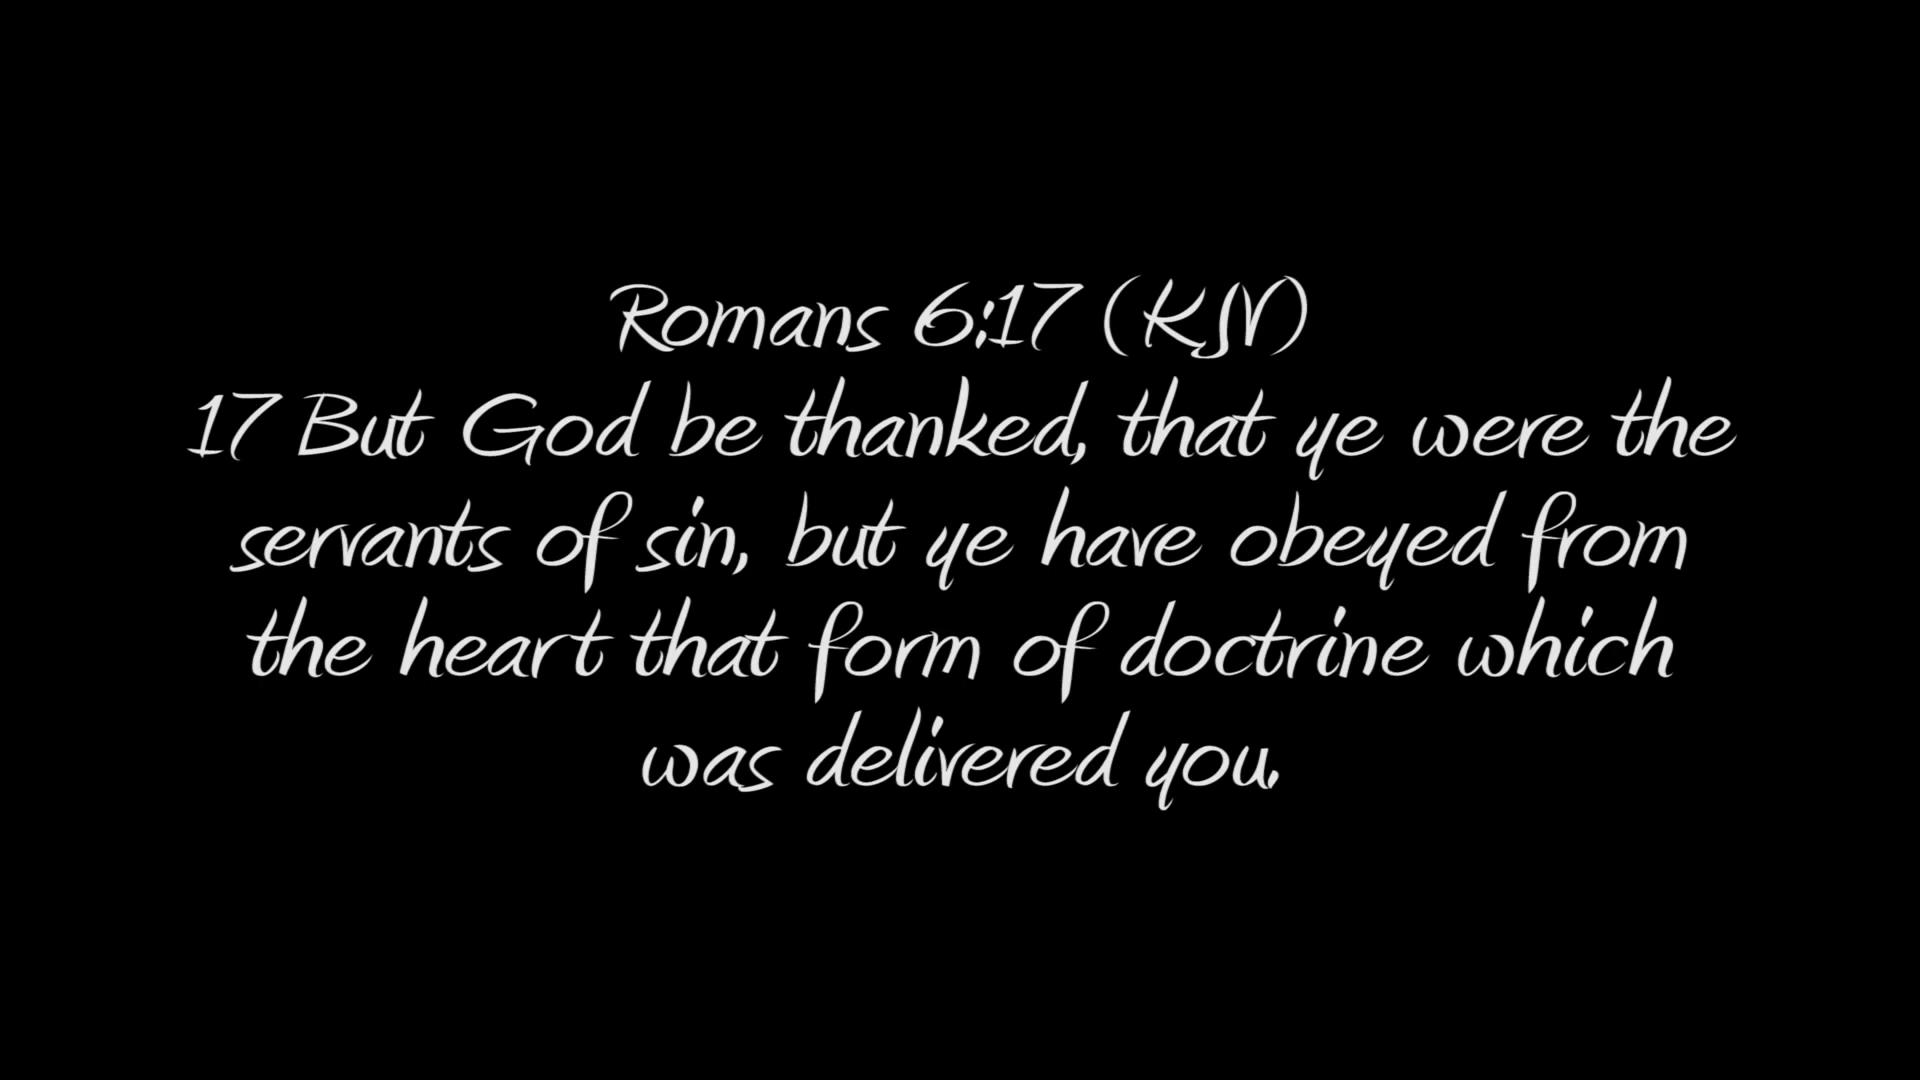 Romans 6:17 (KJV)
17 But God be thanked, that ye were the
servants of sin, but ye have obeyed from
the heart that form of doctrine which
was delivered you.